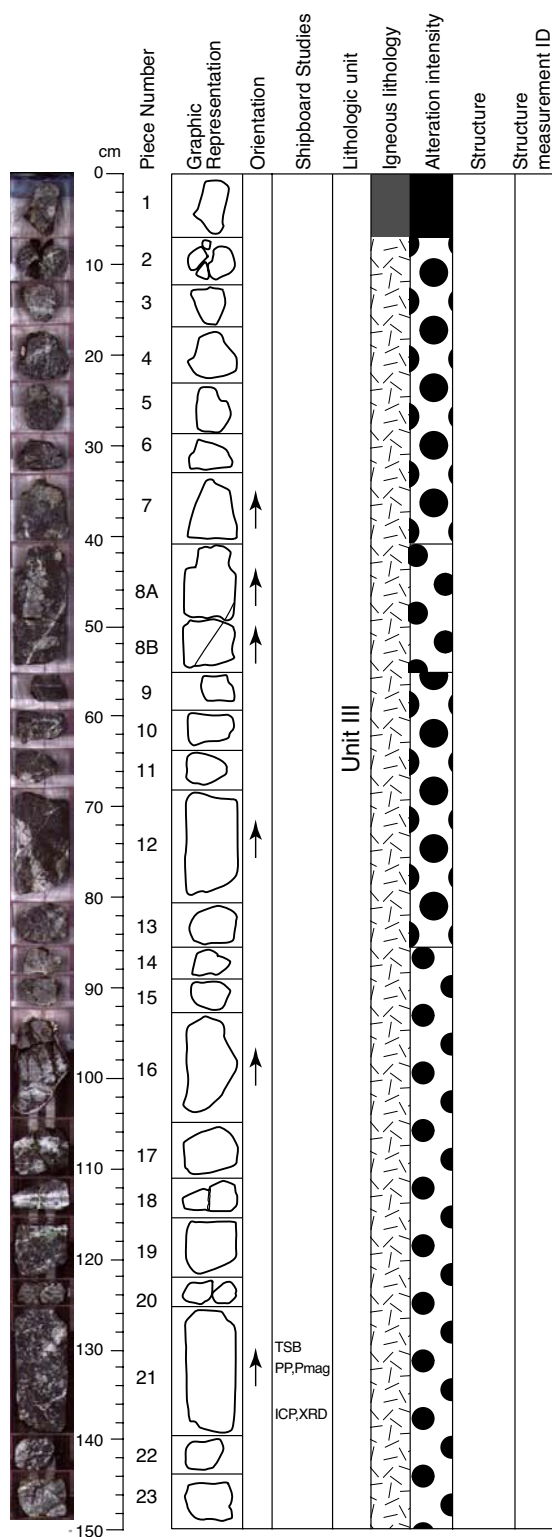 cm
Piece Number
Graphic
Representation
Orientation
Shipboard Studies
Lithologic unit
Igneous lithology
Alteration intensity
Structure
Structure
measurement ID
0
1
10
2
3
20
4
5
30
6
7
40
8A
50
8B
9
60
10
Unit III
11
70
12
80
13
14
90
15
16
100
17
110
18
19
120
20
130
TSB
PP,Pmag
21
ICP,XRD
140
22
23
150